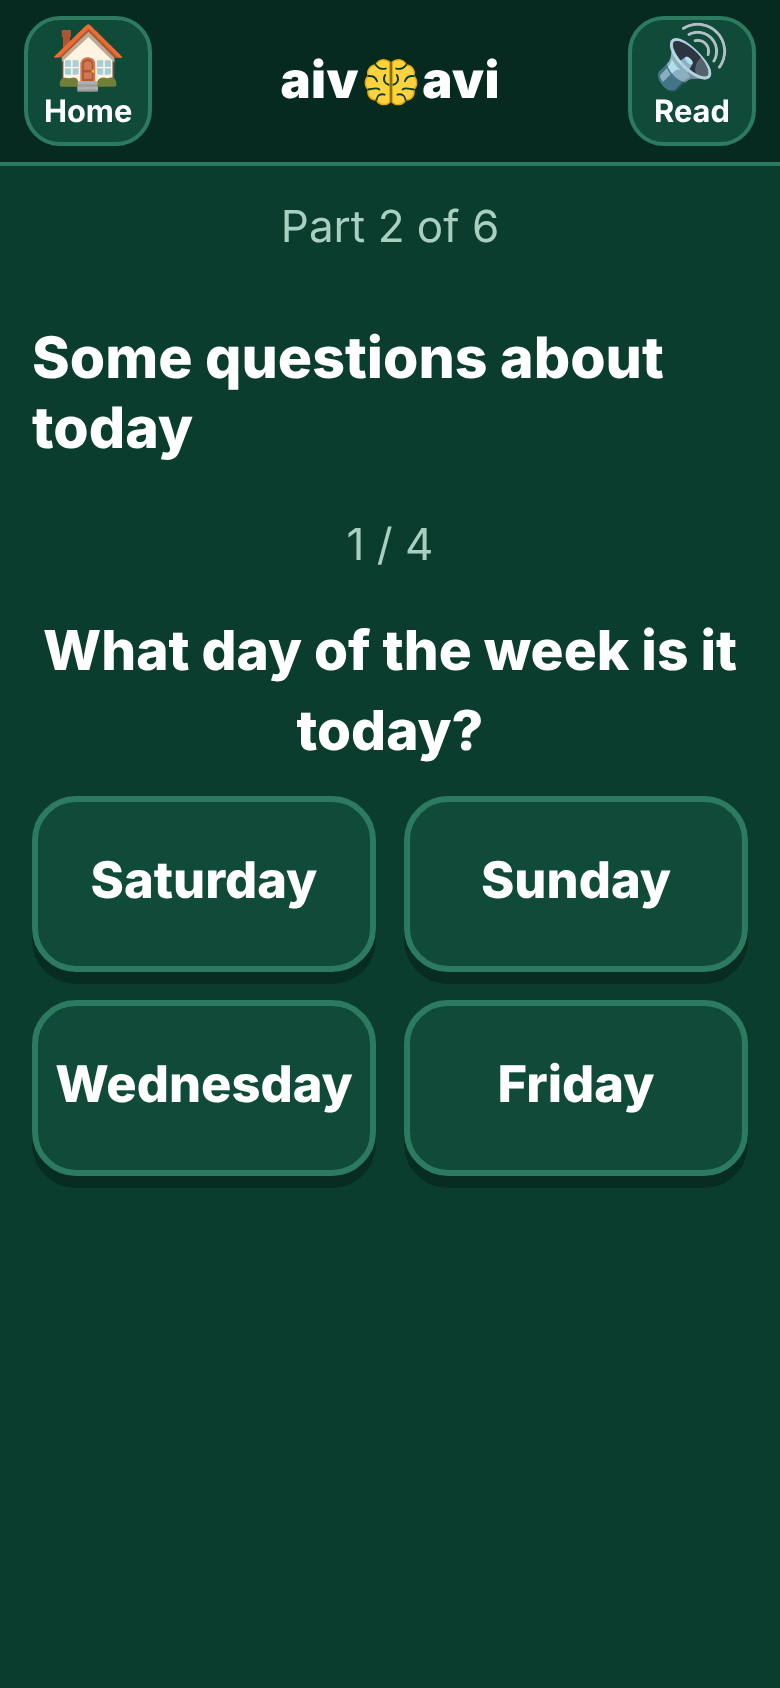 Home
aiv🧠avi
Read
Part 2 of 6
Some questions about
today
1 / 4
What day of the week is it
today?
Saturday
Sunday
Wednesday
Friday